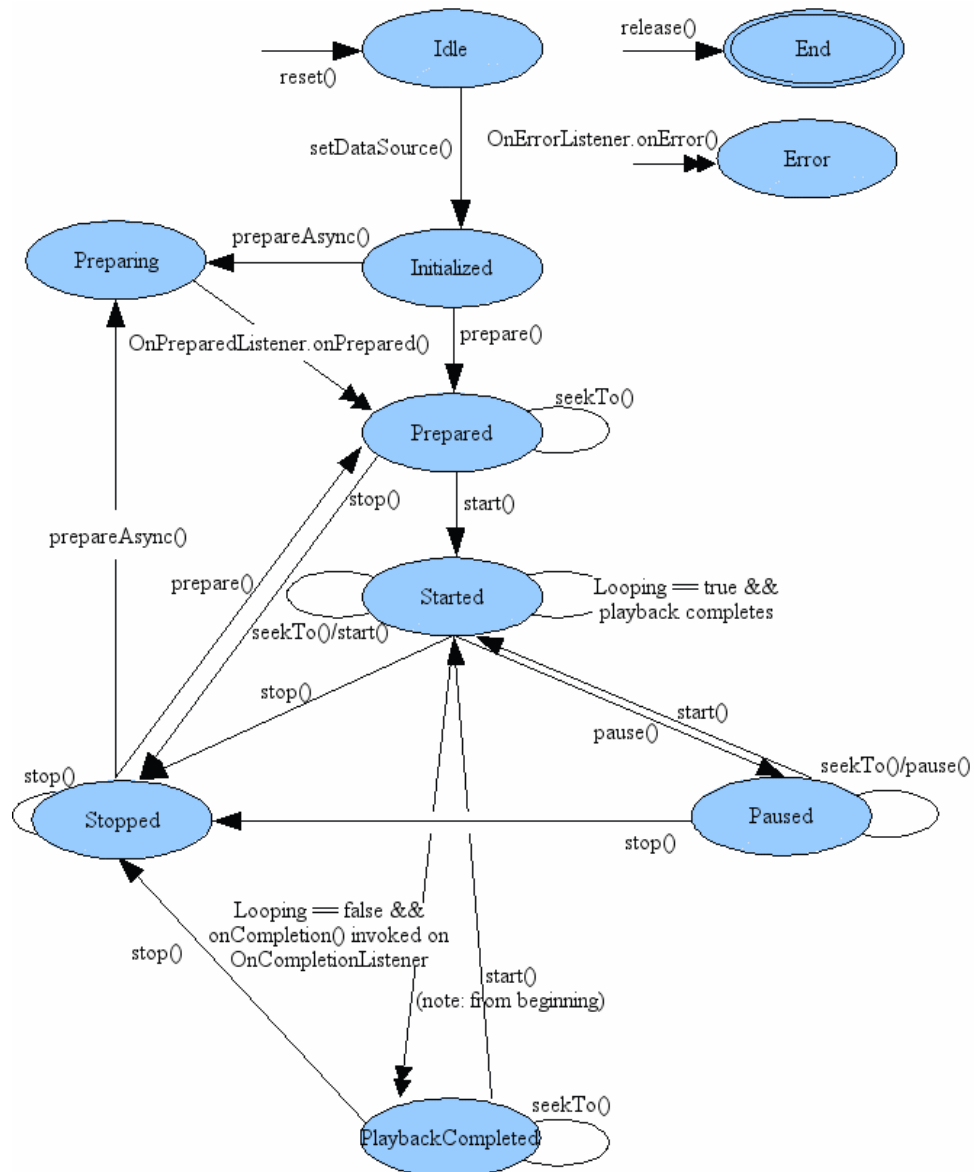 Idle
release()
End
reset()
setDataSource()
OnErrorListener.onError()
Error
prepareAsync()
Preparing
Initialized
prepare()
OnPreparedListener.onPrepared()
seekTo()
Prepared
stop()
start()
prepareAsync()
prepare()
Started
Looping == true &&
playback completes
seekTo()/start()
stop()
start()
pause()
seekTo()/pause()
stop()
Stopped
Paused
stop()
Looping == false &&
onCompletion() invoked on
OnCompletionListener
stop()
start()
(note: from beginning)
seekTo()
PlaybackCompleted